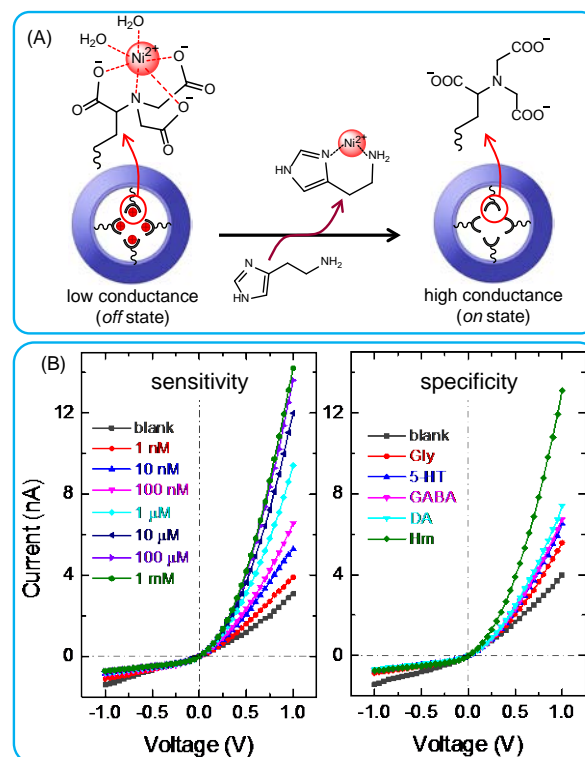 (A)
H₂O
H₂O
Ni²⁺
O⁻
O⁻
O⁻
N
O
O
O
COO⁻
⁻OOC
N
COO⁻
HN
N
Ni²⁺
NH₂
N
HN
NH₂
low conductance
(off state)
high conductance
(on state)
(B)
sensitivity
blank
1 nM
10 nM
100 nM
1 μM
10 μM
100 μM
1 mM
12
8
4
0
Current (nA)
-1.0 -0.5 0.0 0.5 1.0
Voltage (V)
specificity
blank
Gly
5-HT
GABA
DA
Hm
12
8
4
0
-1.0 -0.5 0.0 0.5 1.0
Voltage (V)